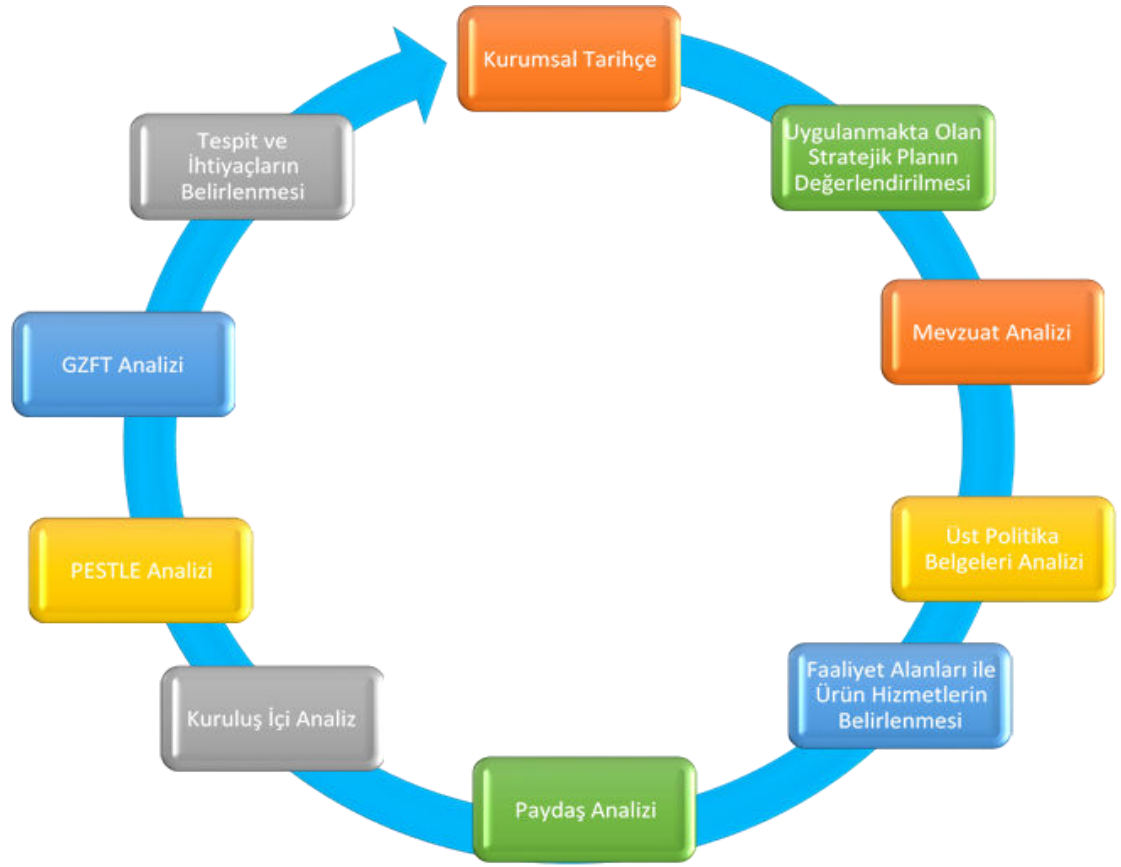 Kurumsal Tarihçe
Uygulanmakta Olan
Stratejik Planın
Değerlendirilmesi
Mevzuat Analizi
Üst Politika
Belgeleri Analizi
Faaliyet Alanları ile
Ürün Hizmetlerin
Belirlenmesi
Paydaş Analizi
Kuruluş İçi Analiz
PESTLE Analizi
GZFT Analizi
Tespit ve
İhtiyaçların
Belirlenmesi